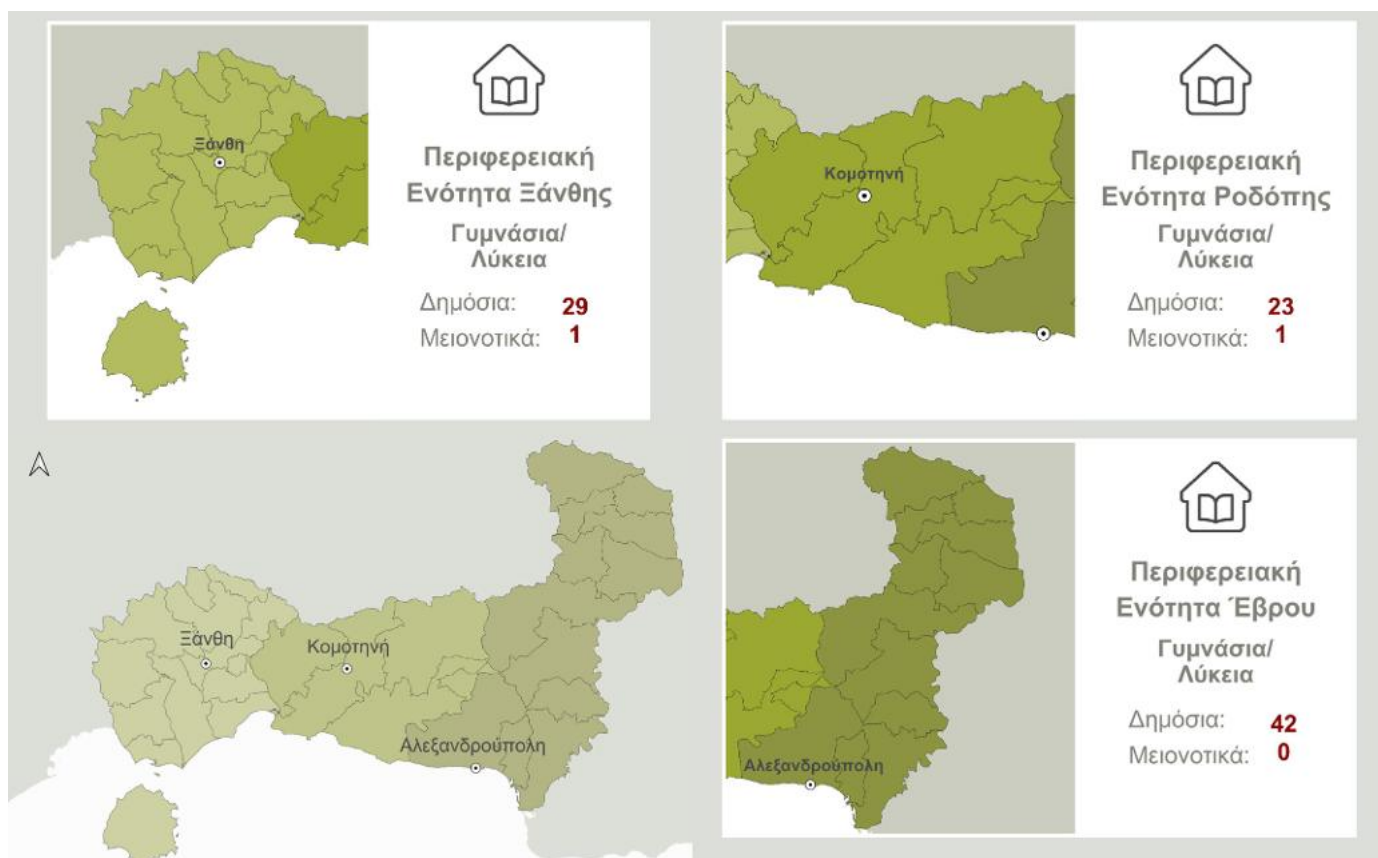 Ξάνθη
Περιφερειακή
Ενότητα Ξάνθης
Γυμνάσια/
Λύκεια
Δημόσια: 29
Μειονοτικά: 1
Κομοτηνή
Περιφερειακή
Ενότητα Ροδόπης
Γυμνάσια/
Λύκεια
Δημόσια: 23
Μειονοτικά: 1
Ξάνθη
Κομοτηνή
Αλεξανδρούπολη
Αλεξανδρούπολη
Περιφερειακή
Ενότητα Έβρου
Γυμνάσια/
Λύκεια
Δημόσια: 42
Μειονοτικά: 0